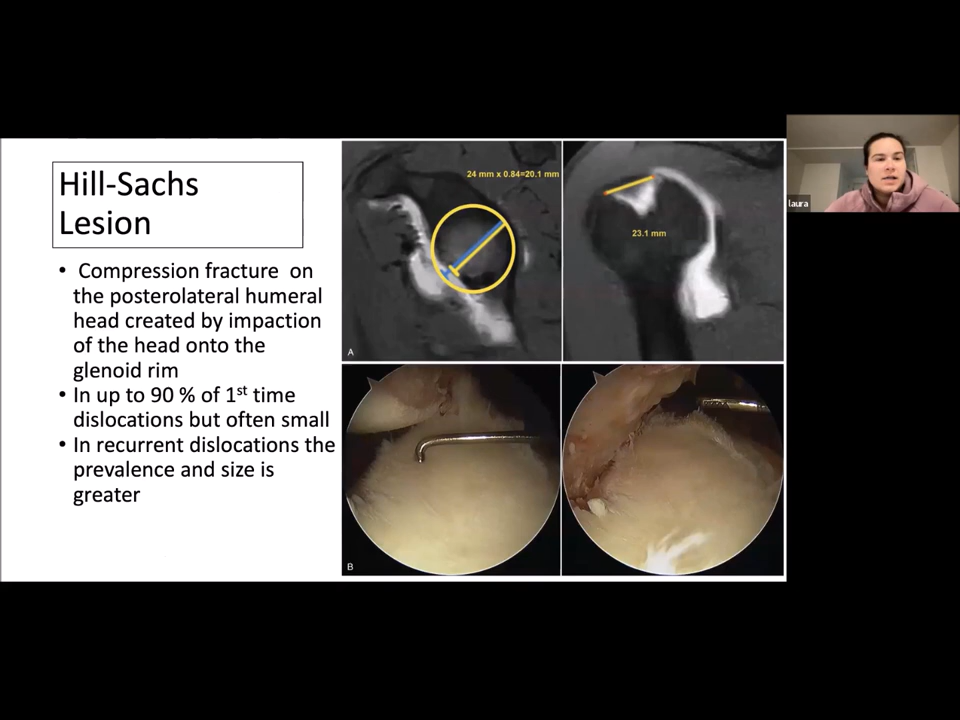 Hill-Sachs
Lesion
• Compression fracture on
the posterolateral humeral
head created by impaction
of the head onto the
glenoid rim
• In up to 90 % of 1st time
dislocations but often small
• In recurrent dislocations the
prevalence and size is
greater
24 mm x 0.84=20.1 mm
23.1 mm
A
B
laura